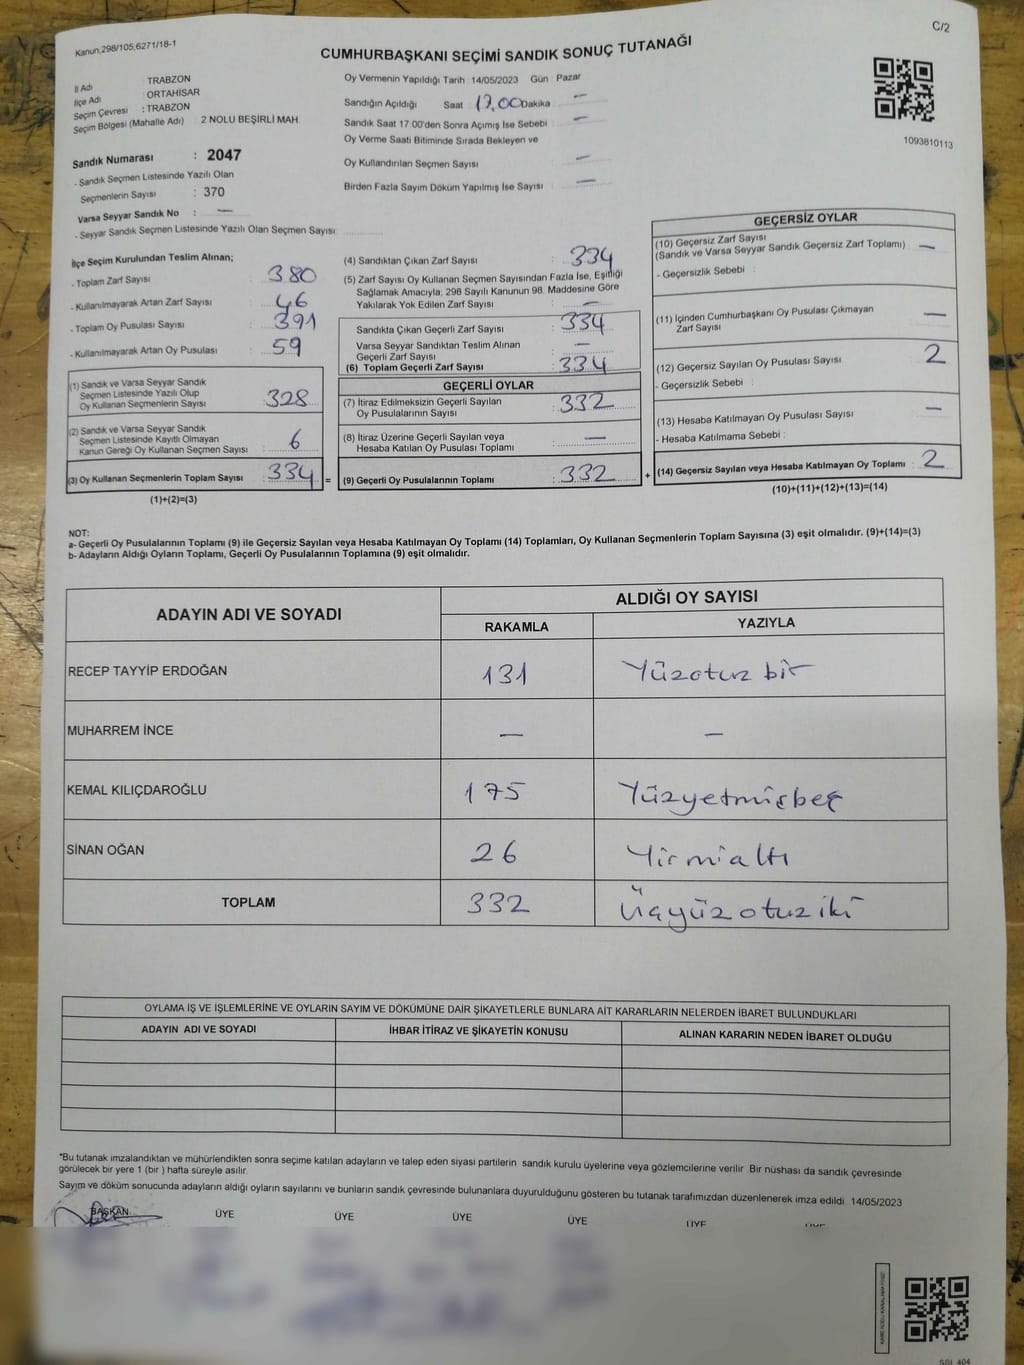 C/2
Kanun,298/105,6271/18-1
CUMHURBAŞKANI SEÇİMİ SANDIK SONUÇ TUTANAĞI
İl Adı TRABZON
İlçe Adı ORTAHİSAR
Seçim Çevresi : TRABZON
Seçim Bölgesi (Mahalle Adı) 2 NOLU BEŞİRLİ MAH.
Sandık Numarası : 2047
- Sandık Seçmen Listesinde Yazılı Olan
Seçmenlerin Sayısı : 370
Varsa Seyyar Sandık No : —
- Seyyar Sandık Seçmen Listesinde Yazılı Olan Seçmen Sayısı
Oy Vermenin Yapıldığı Tarih 14/05/2023 Gün Pazar
Sandığın Açıldığı Saat 17,00 Dakika —
Sandık Saat 17:00'den Sonra Açımış İse Sebebi : —
Oy Verme Saati Bitiminde Sırada Bekleyen ve
Oy Kullandırılan Seçmen Sayısı —
Birden Fazla Sayım Döküm Yapılmış İse Sayısı —
1093810113
İlçe Seçim Kurulundan Teslim Alınan;
- Toplam Zarf Sayısı : 380
- Kullanılmayarak Artan Zarf Sayısı : 46
- Toplam Oy Pusulası Sayısı : 391
- Kullanılmayarak Artan Oy Pusulası : 59
(1) Sandık ve Varsa Seyyar Sandık
Seçmen Listesinde Yazılı Olup
Oy Kullanan Seçmenlerin Sayısı : 328
(2) Sandık ve Varsa Seyyar Sandık
Seçmen Listesinde Kayıtlı Olmayan
Kanun Gereği Oy Kullanan Seçmen Sayısı : 6
(3) Oy Kullanan Seçmenlerin Toplam Sayısı : 334 =
(1)+(2)=(3)
(4) Sandıktan Çıkan Zarf Sayısı : 334
(5) Zarf Sayısı Oy Kullanan Seçmen Sayısından Fazla İse, Eşitliği
Sağlamak Amacıyla; 298 Sayılı Kanunun 98. Maddesine Göre
Yakılarak Yok Edilen Zarf Sayısı : —
Sandıkta Çıkan Geçerli Zarf Sayısı : 334
Varsa Seyyar Sandıktan Teslim Alınan
Geçerli Zarf Sayısı : —
(6) Toplam Geçerli Zarf Sayısı : 334
GEÇERLİ OYLAR
(7) İtiraz Edilmeksizin Geçerli Sayılan
Oy Pusulalarının Sayısı : 332
(8) İtiraz Üzerine Geçerli Sayılan veya
Hesaba Katılan Oy Pusulası Toplamı : —
(9) Geçerli Oy Pusulalarının Toplamı : 332 +
GEÇERSİZ OYLAR
(10) Geçersiz Zarf Sayısı
(Sandık ve Varsa Seyyar Sandık Geçersiz Zarf Toplamı) : —
- Geçersizlik Sebebi :
(11) İçinden Cumhurbaşkanı Oy Pusulası Çıkmayan
Zarf Sayısı : —
(12) Geçersiz Sayılan Oy Pusulası Sayısı : 2
- Geçersizlik Sebebi :
(13) Hesaba Katılmayan Oy Pusulası Sayısı : —
- Hesaba Katılmama Sebebi :
(14) Geçersiz Sayılan veya Hesaba Katılmayan Oy Toplamı : 2
(10)+(11)+(12)+(13)=(14)
NOT:
a- Geçerli Oy Pusulalarının Toplamı (9) ile Geçersiz Sayılan veya Hesaba Katılmayan Oy Toplamı (14) Toplamları, Oy Kullanan Seçmenlerin Toplam Sayısına (3) eşit olmalıdır. (9)+(14)=(3)
b- Adayların Aldığı Oyların Toplamı, Geçerli Oy Pusulalarının Toplamına (9) eşit olmalıdır.
ADAYIN ADI VE SOYADI ALDIĞI OY SAYISI
RAKAMLA YAZIYLA
RECEP TAYYİP ERDOĞAN 131 Yüzotuz bir
MUHARREM İNCE — —
KEMAL KILIÇDAROĞLU 175 Yüzyetmişbeş
SİNAN OĞAN 26 Yirmialtı
TOPLAM 332 Üçyüzotuziki
OYLAMA İŞ VE İŞLEMLERİNE VE OYLARIN SAYIM VE DÖKÜMÜNE DAİR ŞİKAYETLERLE BUNLARA AİT KARARLARIN NELERDEN İBARET BULUNDUKLARI
ADAYIN ADI VE SOYADI İHBAR İTİRAZ VE ŞİKAYETİN KONUSU ALINAN KARARIN NEDEN İBARET OLDUĞU
*Bu tutanak imzalandıktan ve mühürlendikten sonra seçime katılan adayların ve talep eden siyasi partilerin sandık kurulu üyelerine veya gözlemcilerine verilir. Bir nüshası da sandık çevresinde
görülecek bir yere 1 (bir ) hafta süreyle asılır.
Sayım ve döküm sonucunda adayların aldığı oyların sayılarını ve bunların sandık çevresinde bulunanlara duyurulduğunu gösteren bu tutanak tarafımızdan düzenlenerek imza edildi. 14/05/2023
BAŞKAN ÜYE ÜYE ÜYE ÜYE ÜYE ÜYE